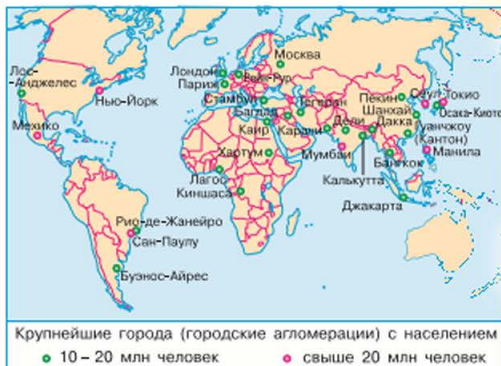 Москва
Лос-
-Анджелес
Лондон
Рейн-Рур
Париж
Нью-Йорк
Стамбул
Тегеран
Пекин
Сеул
Токио
Багдад
Дели
Шанхай
Осака-Киото
Мехико
Каир
Карачи
Дакка
Гуанчжоу
(Кантон)
Хартум
Мумбаи
Манила
Бангкок
Лагос
Калькутта
Киншаса
Джакарта
Рио-де-Жанейро
Сан-Паулу
Буэнос-Айрес
Крупнейшие города (городские агломерации) с населением
10 – 20 млн человек
свыше 20 млн человек